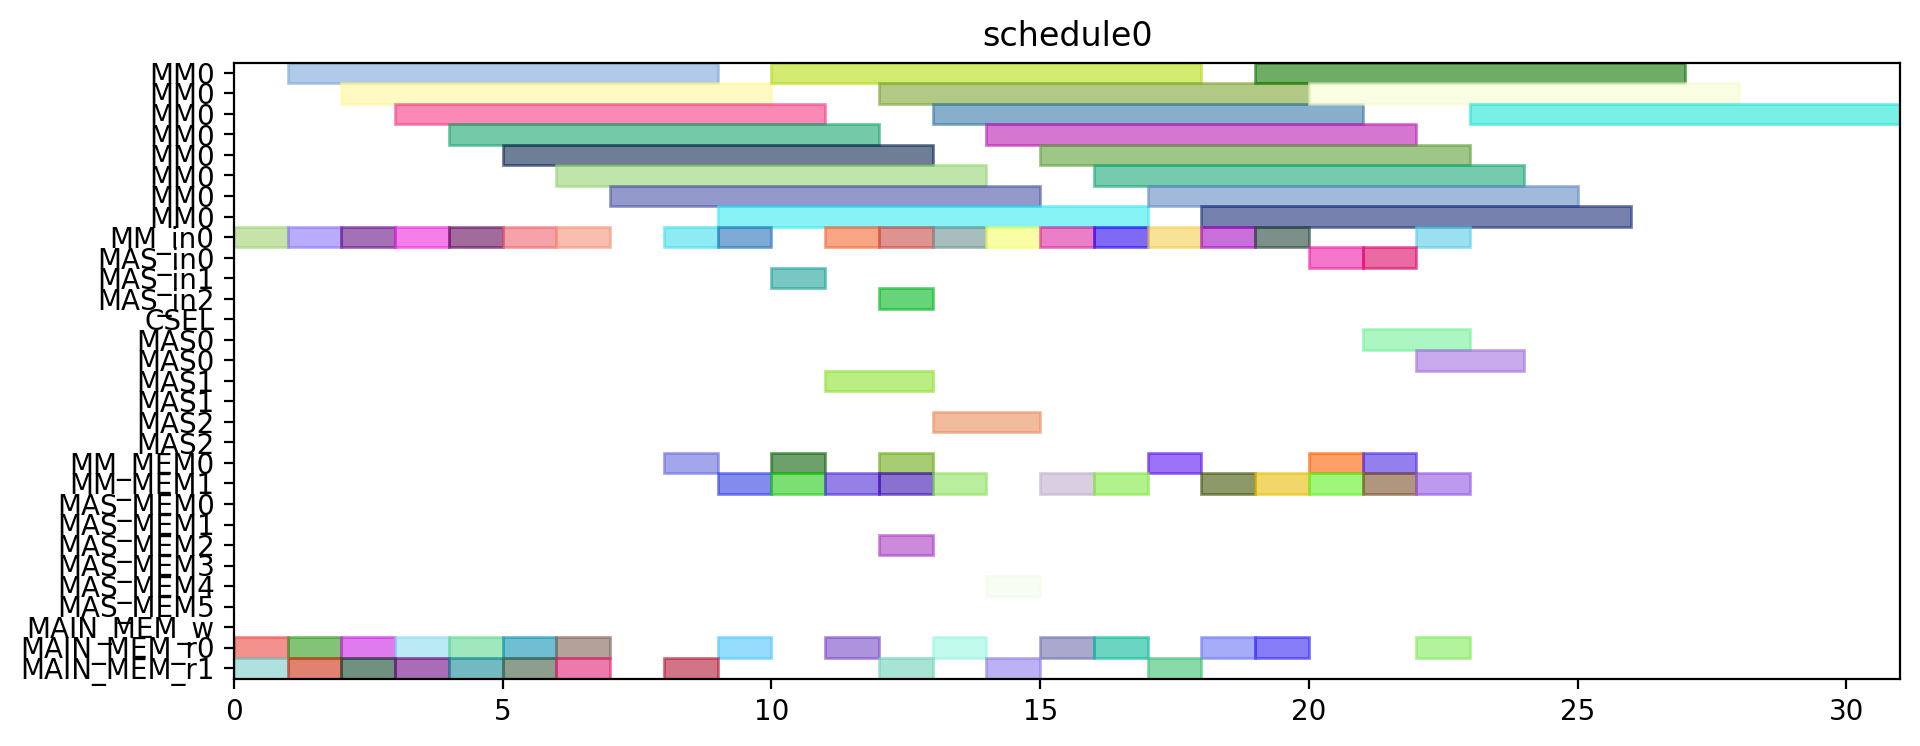 schedule0
MM0
MM0
MM0
MM0
MM0
MM0
MM0
MM0
MM_in0
MAS_in0
MAS_in1
MAS_in2
CSEL
MAS0
MAS0
MAS1
MAS1
MAS2
MAS2
MM_MEM0
MM_MEM1
MAS_MEM0
MAS_MEM1
MAS_MEM2
MAS_MEM3
MAS_MEM4
MAS_MEM5
MAIN_MEM_w
MAIN_MEM_r0
MAIN_MEM_r1
0 5 10 15 20 25 30